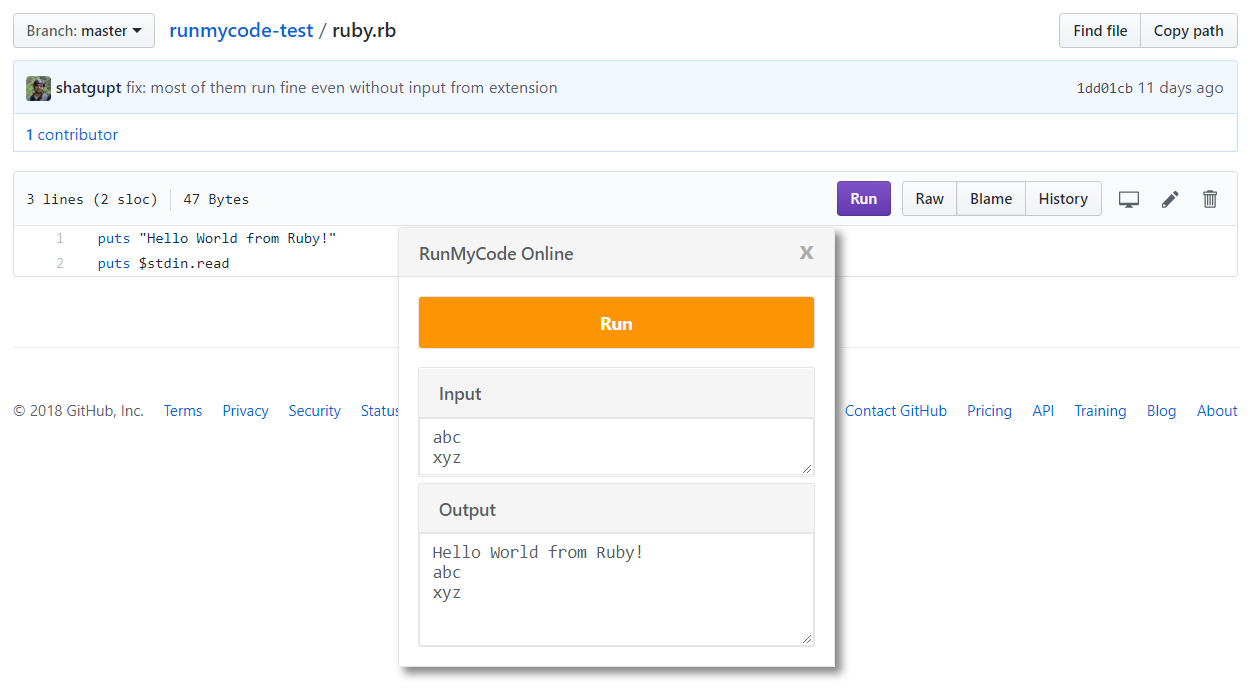 Branch: master runmycode-test / ruby.rb Find file Copy path
shatgupt fix: most of them run fine even without input from extension 1dd01cb 11 days ago
1 contributor
3 lines (2 sloc) 47 Bytes Run Raw Blame History
1 puts "Hello World from Ruby!"
2 puts $stdin.read
RunMyCode Online X
Run
Input
abc
xyz
Output
Hello World from Ruby!
abc
xyz
© 2018 GitHub, Inc. Terms Privacy Security Status Contact GitHub Pricing API Training Blog About